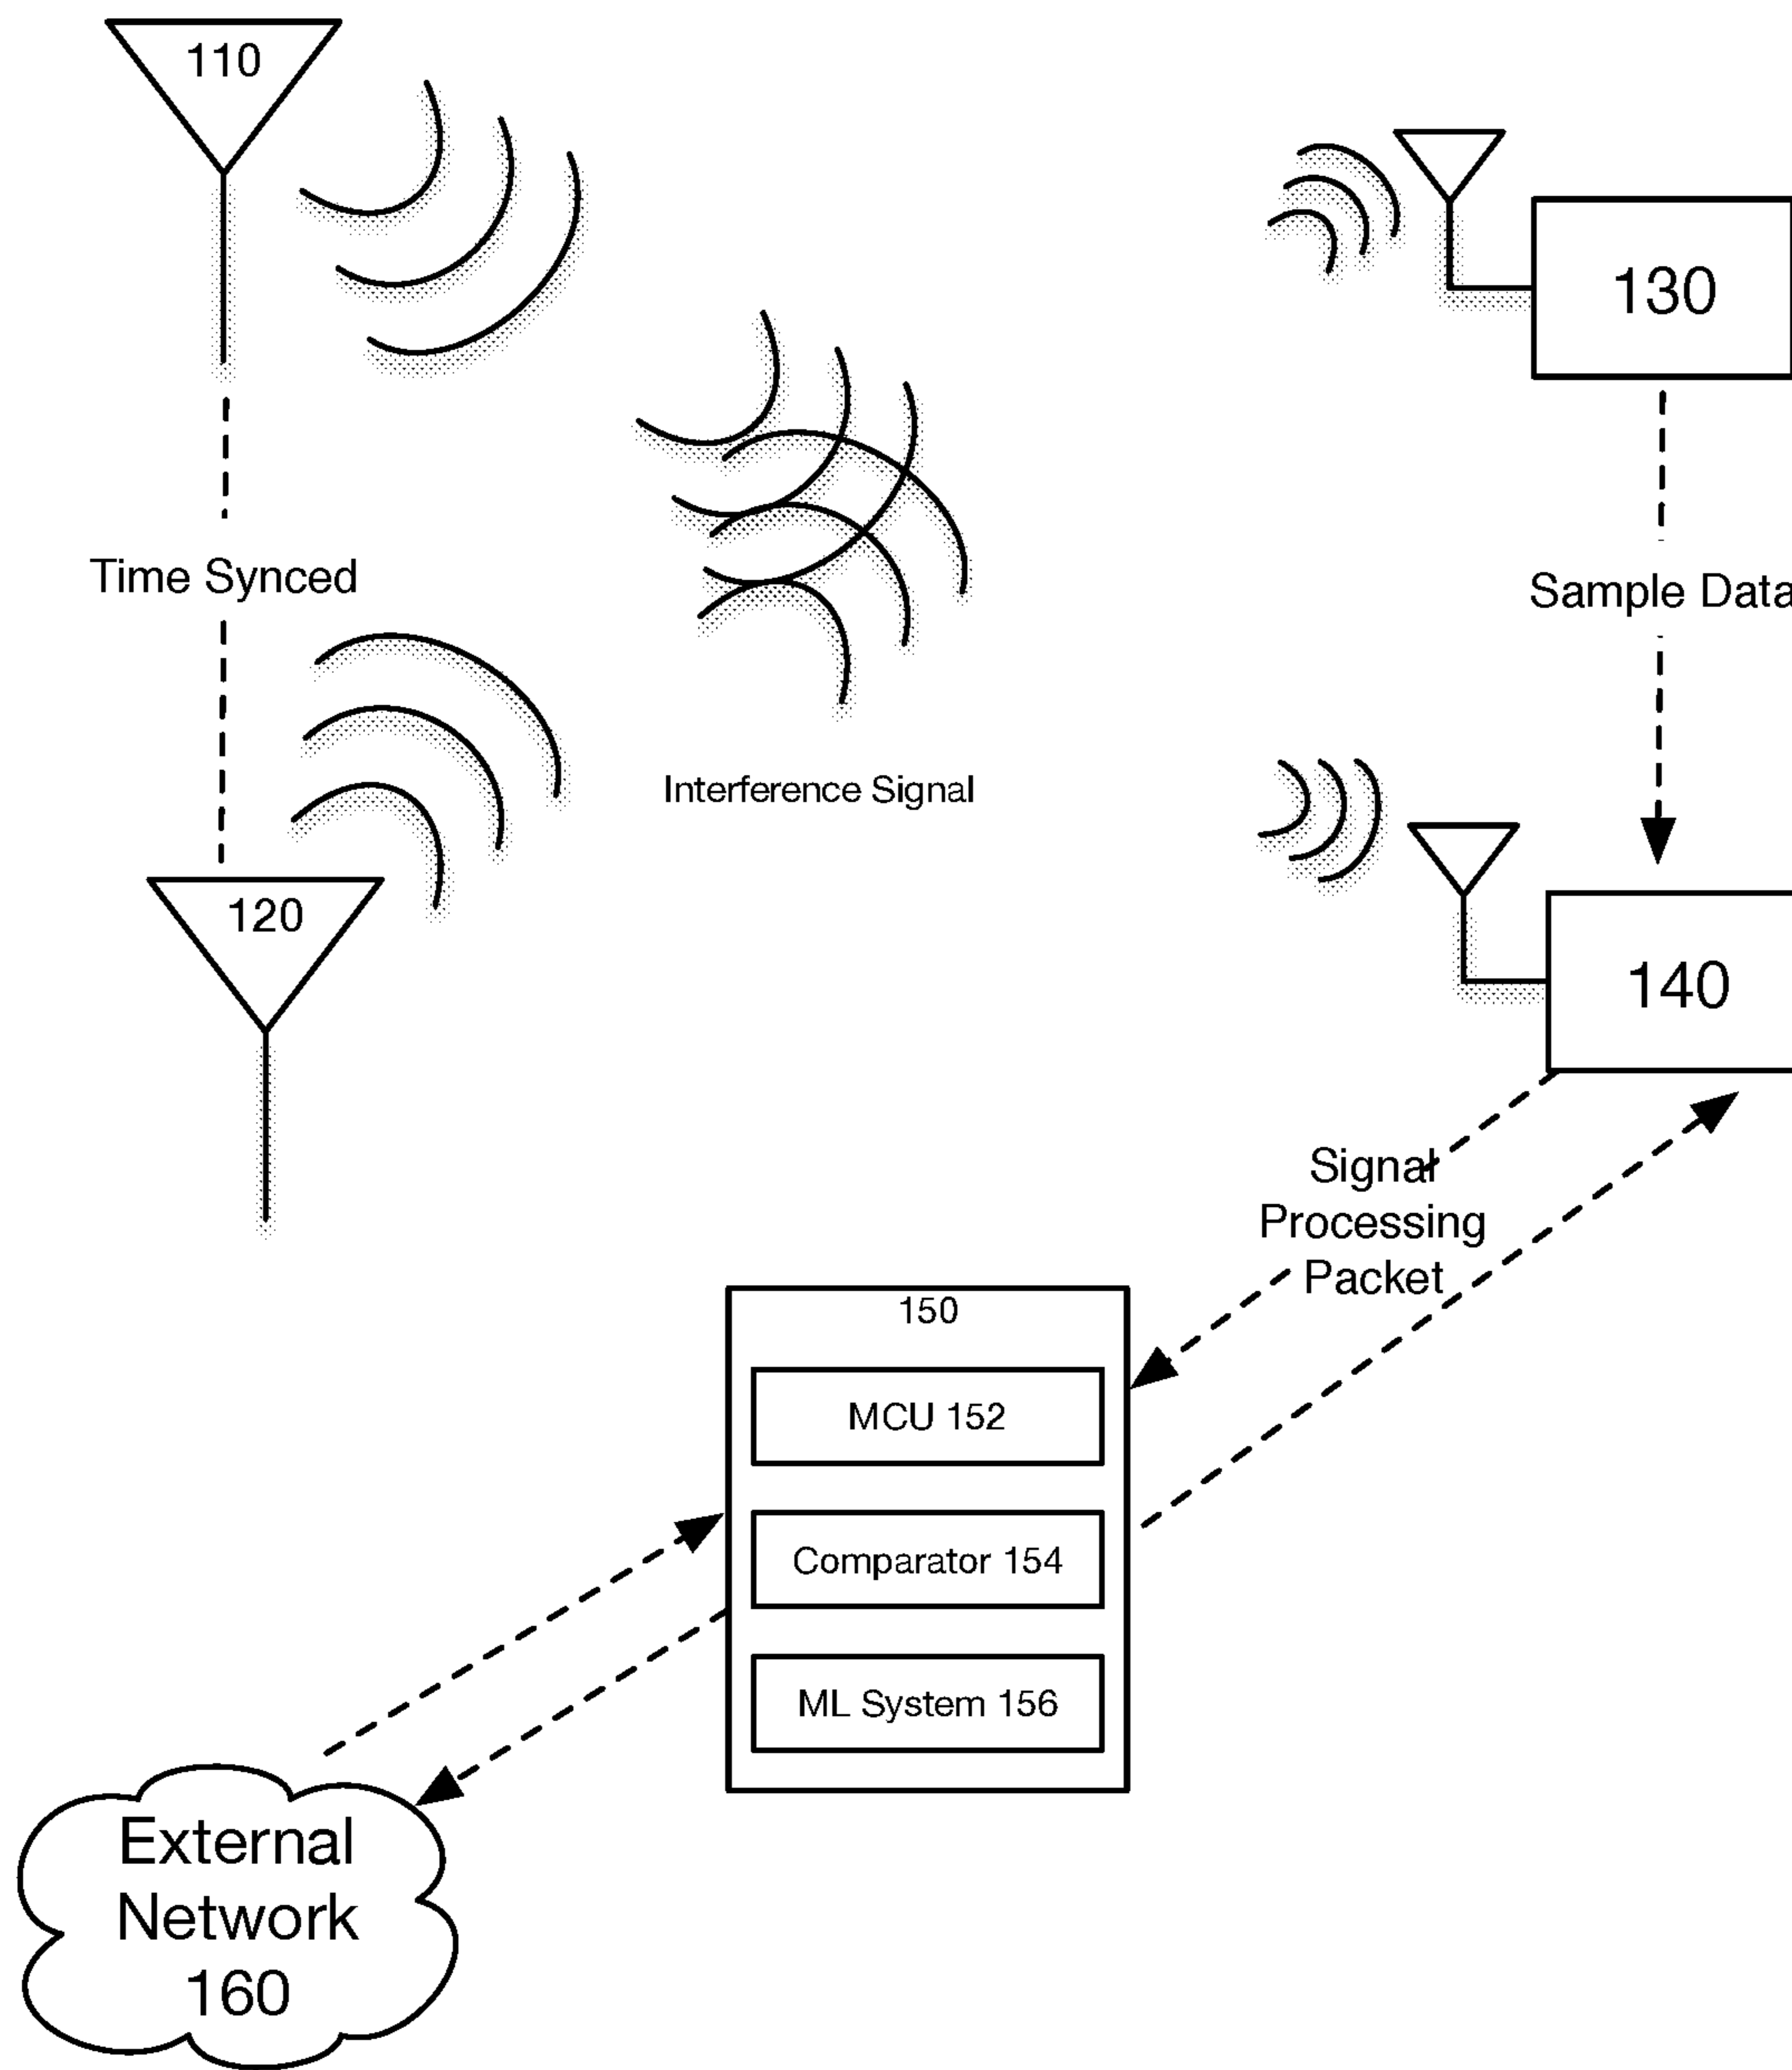 110
130
Time Synced
Sample Data
Interference Signal
120
140
Signal
Processing
Packet
150
MCU 152
Comparator 154
ML System 156
External
Network
160